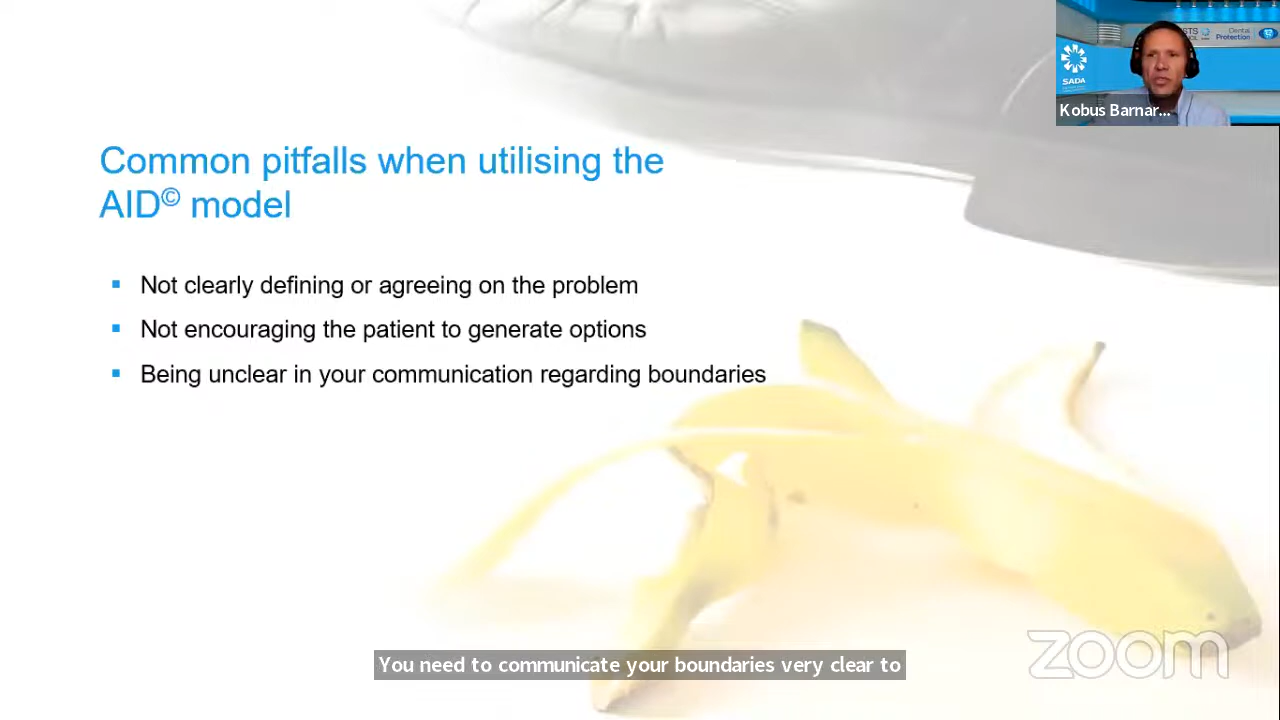 STS
Dental
Protection
SADA
Kobus Barnar...
Common pitfalls when utilising the
AID© model
▪ Not clearly defining or agreeing on the problem
▪ Not encouraging the patient to generate options
▪ Being unclear in your communication regarding boundaries
You need to communicate your boundaries very clear to
zoom